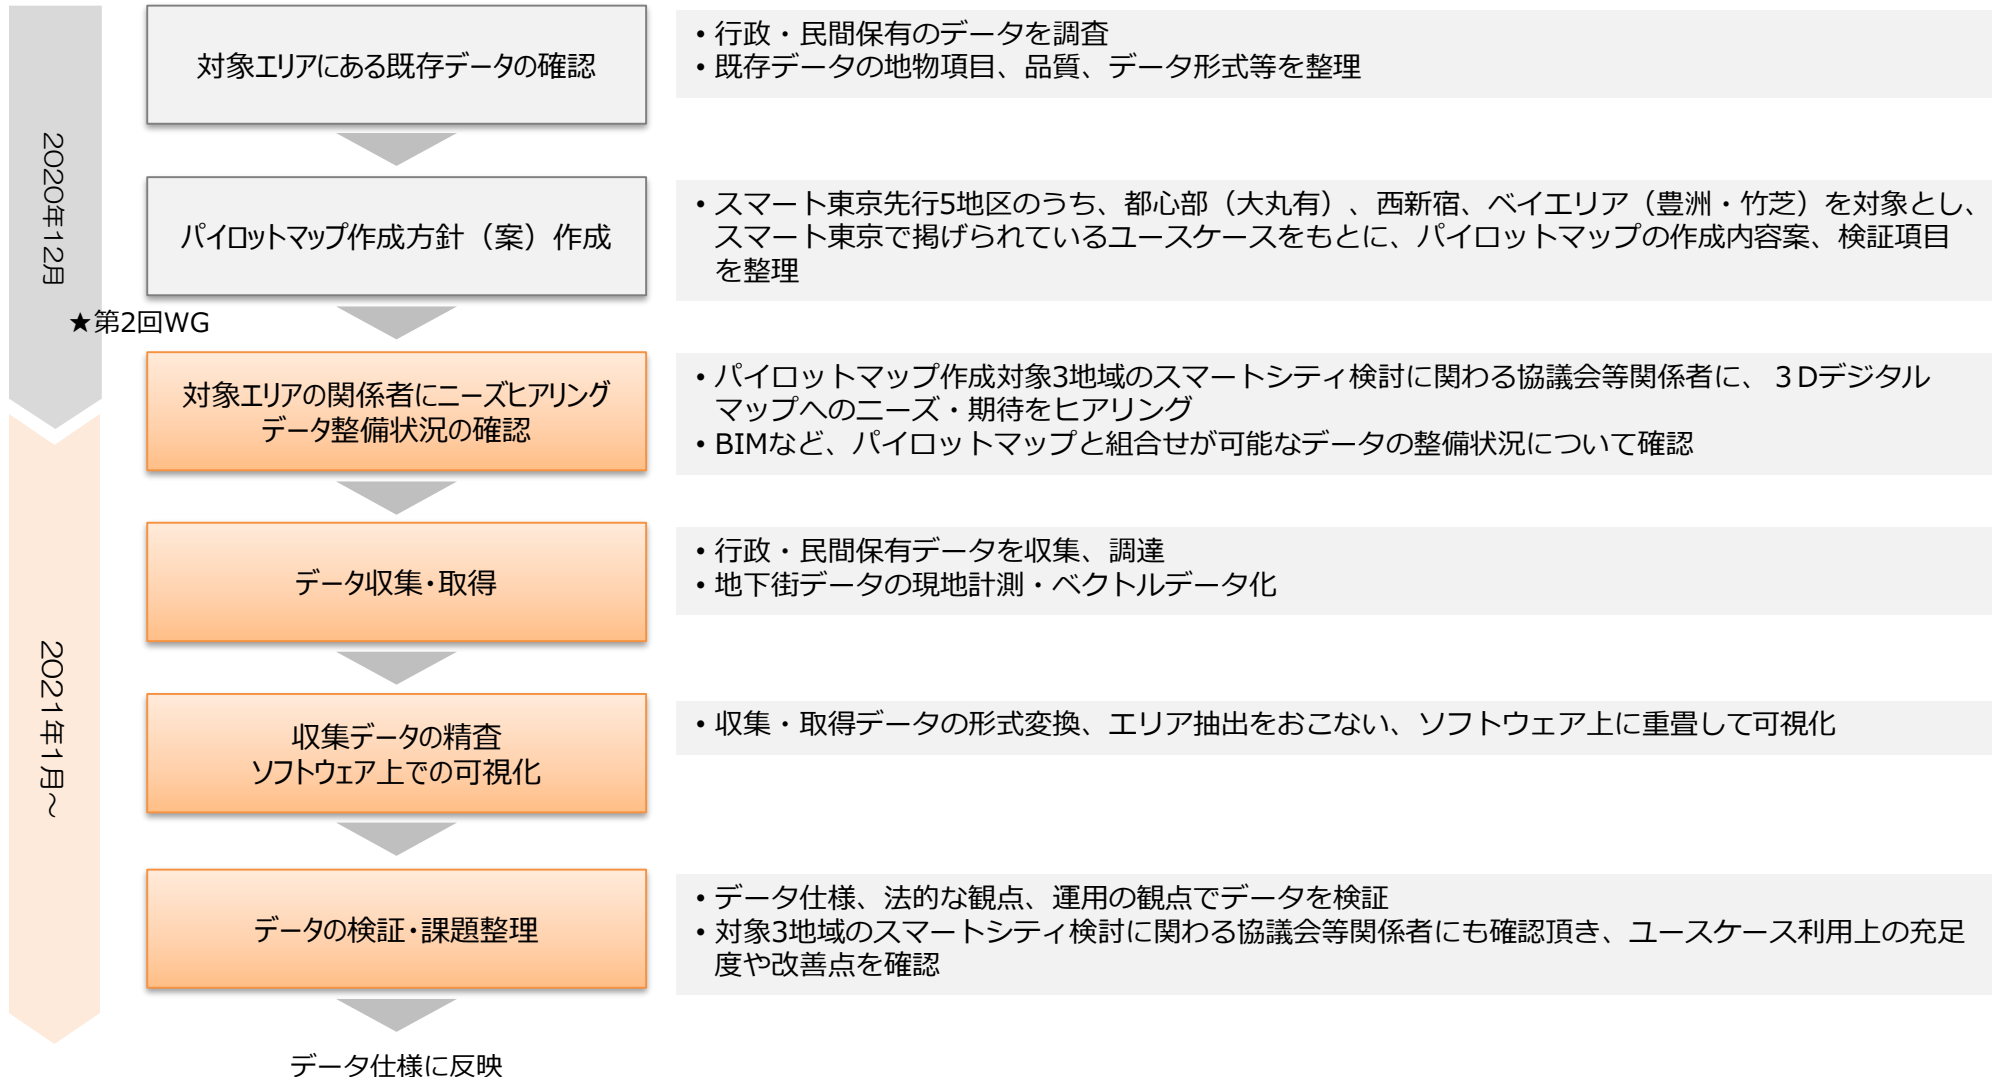 2020年12月
対象エリアにある既存データの確認
• 行政・民間保有のデータを調査
• 既存データの地物項目、品質、データ形式等を整理
パイロットマップ作成方針（案）作成
• スマート東京先行5地区のうち、都心部（大丸有）、西新宿、ベイエリア（豊洲・竹芝）を対象とし、
スマート東京で掲げられているユースケースをもとに、パイロットマップの作成内容案、検証項目
を整理
★第2回WG
対象エリアの関係者にニーズヒアリング
データ整備状況の確認
• パイロットマップ作成対象3地域のスマートシティ検討に関わる協議会等関係者に、３Dデジタル
マップへのニーズ・期待をヒアリング
• BIMなど、パイロットマップと組合せが可能なデータの整備状況について確認
2021年1月～
データ収集・取得
• 行政・民間保有データを収集、調達
• 地下街データの現地計測・ベクトルデータ化
収集データの精査
ソフトウェア上での可視化
• 収集・取得データの形式変換、エリア抽出をおこない、ソフトウェア上に重畳して可視化
データの検証・課題整理
• データ仕様、法的な観点、運用の観点でデータを検証
• 対象3地域のスマートシティ検討に関わる協議会等関係者にも確認頂き、ユースケース利用上の充足
度や改善点を確認
データ仕様に反映